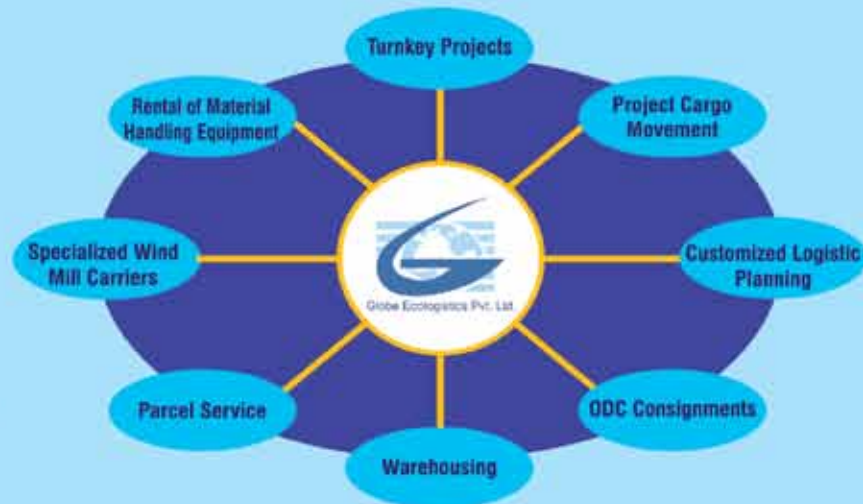 Turnkey Projects
Project Cargo
Movement
Customized Logistic
Planning
ODC Consignments
Warehousing
Parcel Service
Specialized Wind
Mill Carriers
Rental of Material
Handling Equipment
Globe Ecologistics Pvt. Ltd.